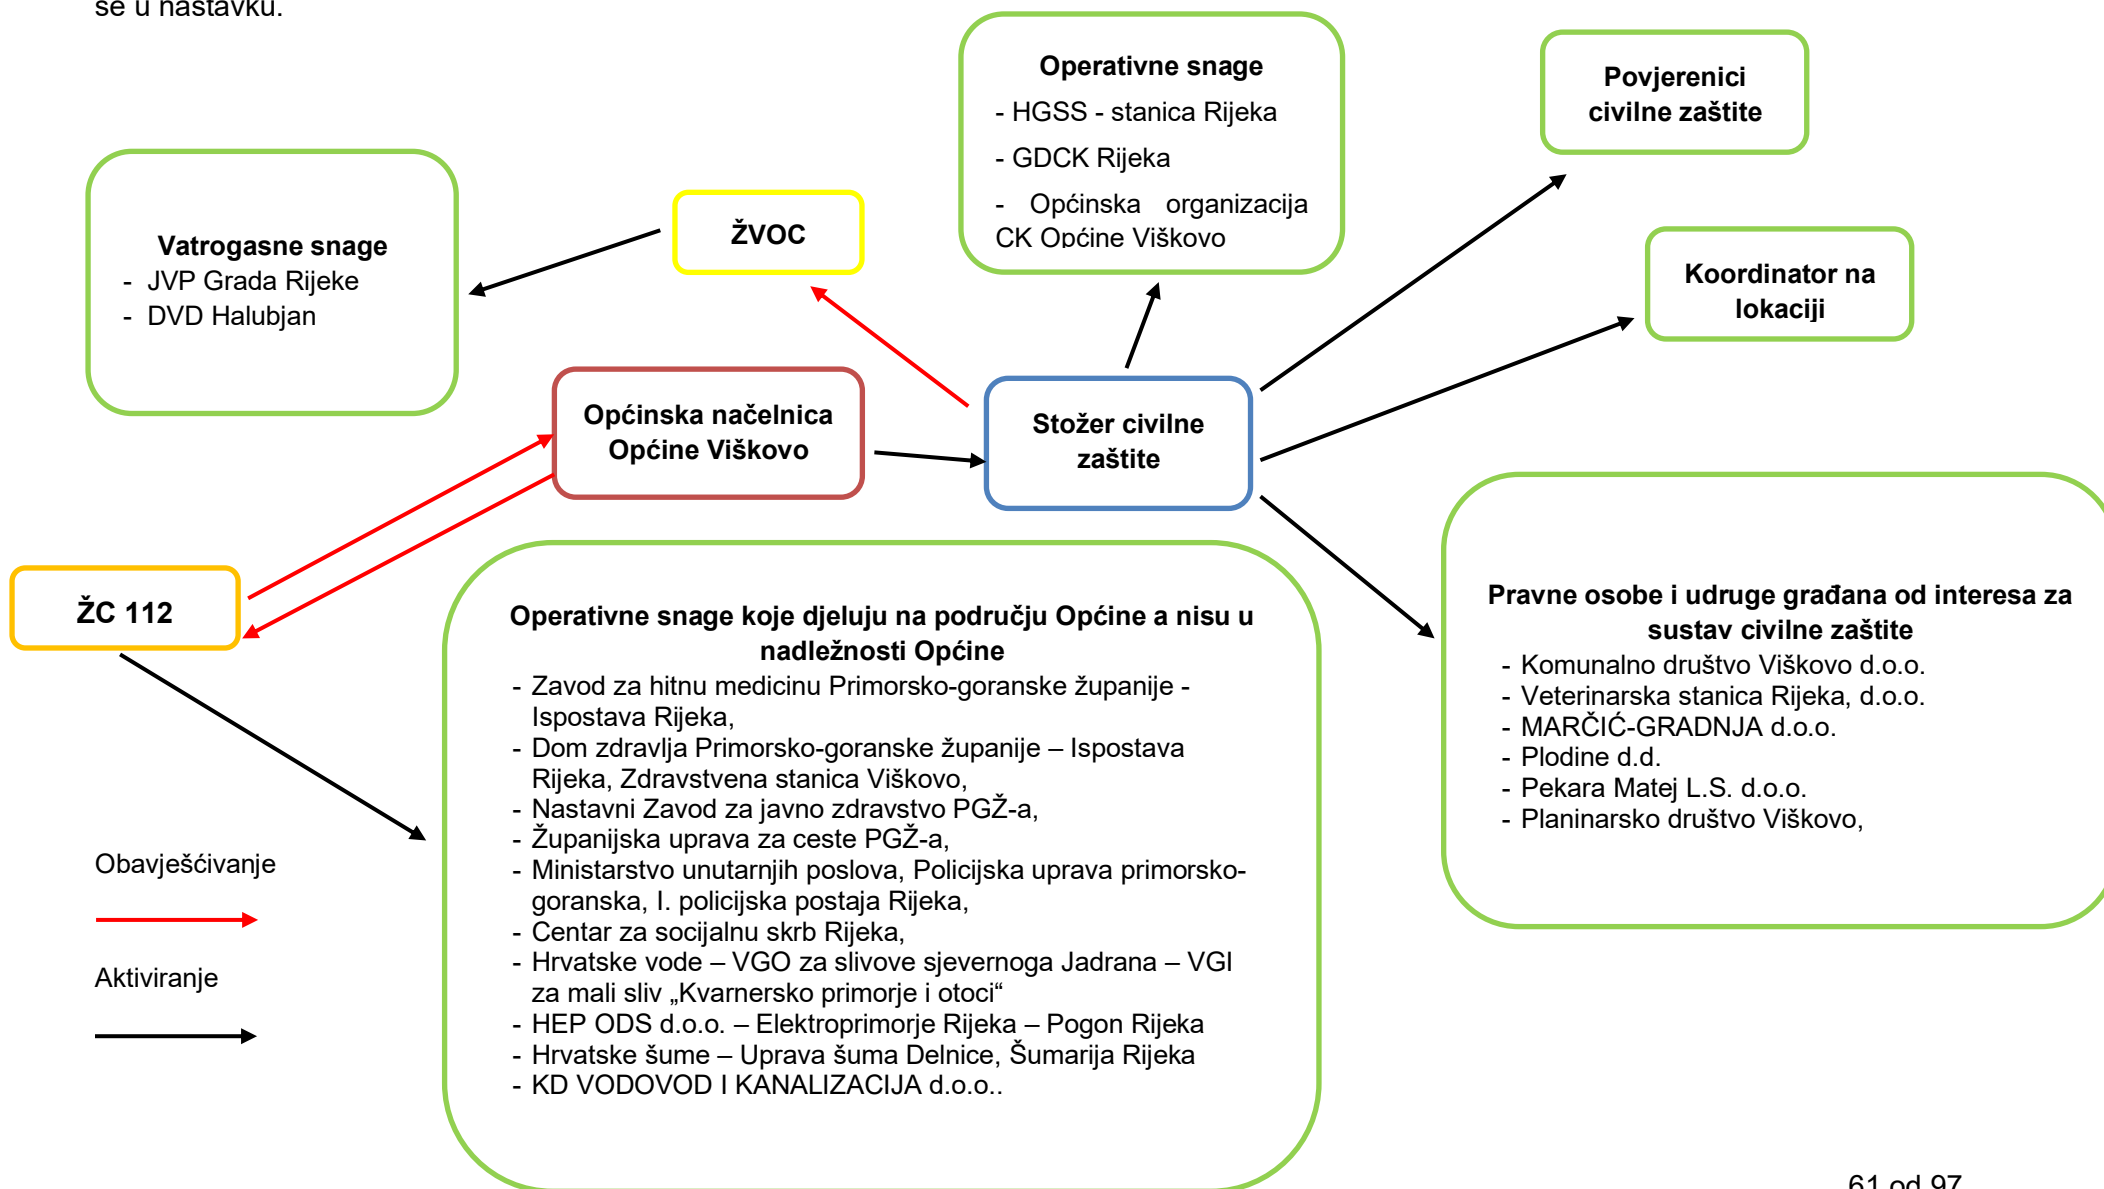 se u nastavku.
Operativne snage
- HGSS - stanica Rijeka
- GDCK Rijeka
- Općinska organizacija
CK Općine Viškovo
Povjerenici
civilne zaštite
Vatrogasne snage
- JVP Grada Rijeke
- DVD Halubjan
ŽVOC
Koordinator na
lokaciji
Općinska načelnica
Općine Viškovo
Stožer civilne
zaštite
ŽC 112
Operativne snage koje djeluju na području Općine a nisu u
nadležnosti Općine
- Zavod za hitnu medicinu Primorsko-goranske županije -
Ispostava Rijeka,
- Dom zdravlja Primorsko-goranske županije – Ispostava
Rijeka, Zdravstvena stanica Viškovo,
- Nastavni Zavod za javno zdravstvo PGŽ-a,
- Županijska uprava za ceste PGŽ-a,
- Ministarstvo unutarnjih poslova, Policijska uprava primorsko-
goranska, I. policijska postaja Rijeka,
- Centar za socijalnu skrb Rijeka,
- Hrvatske vode – VGO za slivove sjevernoga Jadrana – VGI
za mali sliv „Kvarnersko primorje i otoci“
- HEP ODS d.o.o. – Elektroprimorje Rijeka – Pogon Rijeka
- Hrvatske šume – Uprava šuma Delnice, Šumarija Rijeka
- KD VODOVOD I KANALIZACIJA d.o.o..
Pravne osobe i udruge građana od interesa za
sustav civilne zaštite
- Komunalno društvo Viškovo d.o.o.
- Veterinarska stanica Rijeka, d.o.o.
- MARČIĆ-GRADNJA d.o.o.
- Plodine d.d.
- Pekara Matej L.S. d.o.o.
- Planinarsko društvo Viškovo,
Obavješćivanje
Aktiviranje
61 od 97